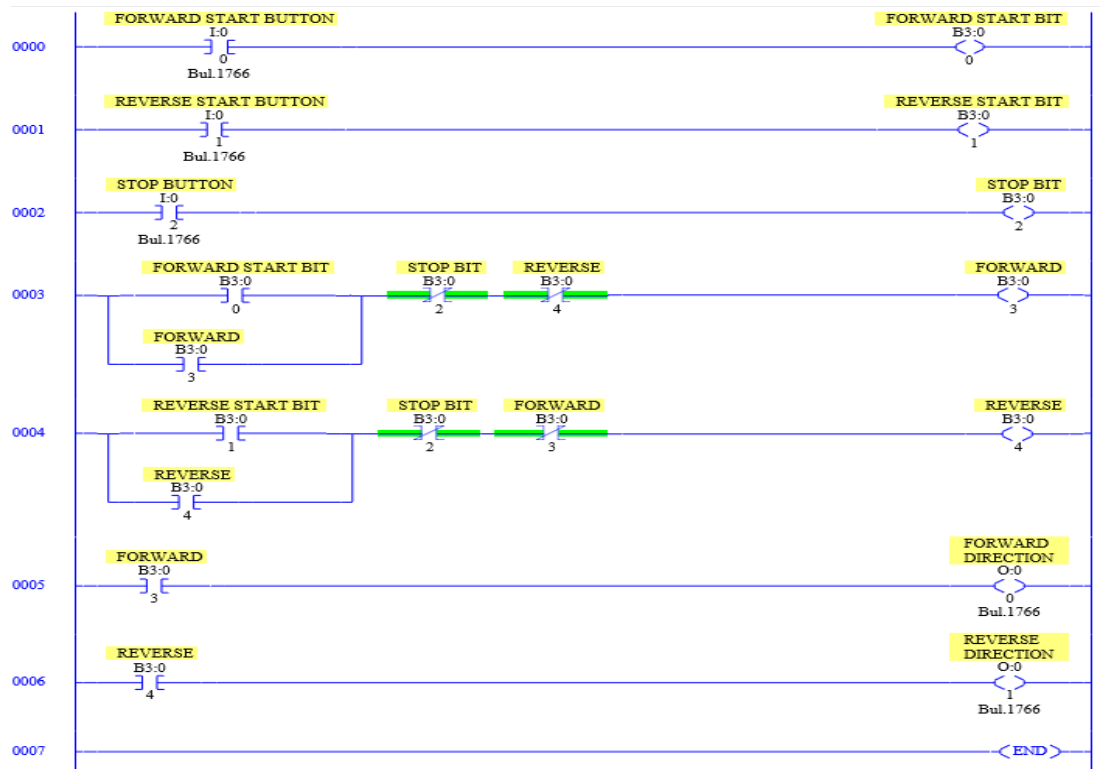 FORWARD START BUTTON FORWARD START BIT
I:0 B3:0
0000
0 0
Bul.1766
REVERSE START BUTTON REVERSE START BIT
I:0 B3:0
0001
1 1
Bul.1766
STOP BUTTON STOP BIT
I:0 B3:0
0002
2 2
Bul.1766
FORWARD START BIT STOP BIT REVERSE FORWARD
B3:0 B3:0 B3:0 B3:0
0003
0 2 4 3
FORWARD
B3:0
3
REVERSE START BIT STOP BIT FORWARD REVERSE
B3:0 B3:0 B3:0 B3:0
0004
1 2 3 4
REVERSE
B3:0
4
FORWARD
DIRECTION
FORWARD
B3:0 O:0
0005
3 0
Bul.1766
REVERSE
DIRECTION
REVERSE
B3:0 O:0
0006
4 1
Bul.1766
0007 END